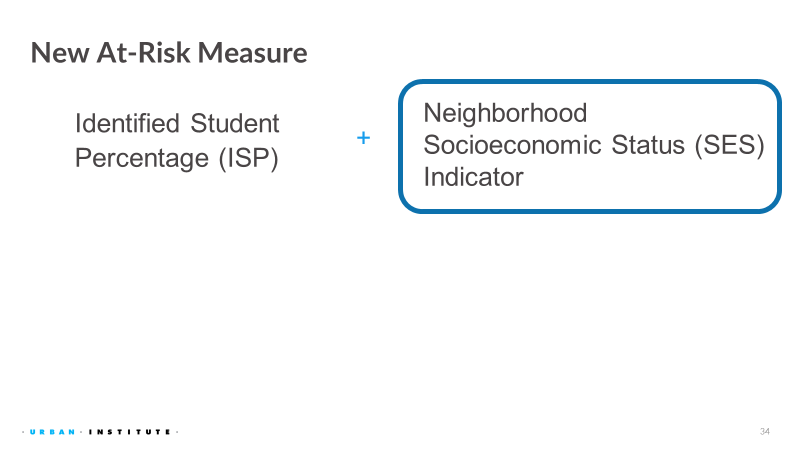 New At-Risk Measure
Identified Student
Percentage (ISP)
+
Neighborhood
Socioeconomic Status (SES)
Indicator
· URBAN · INSTITUTE ·
34